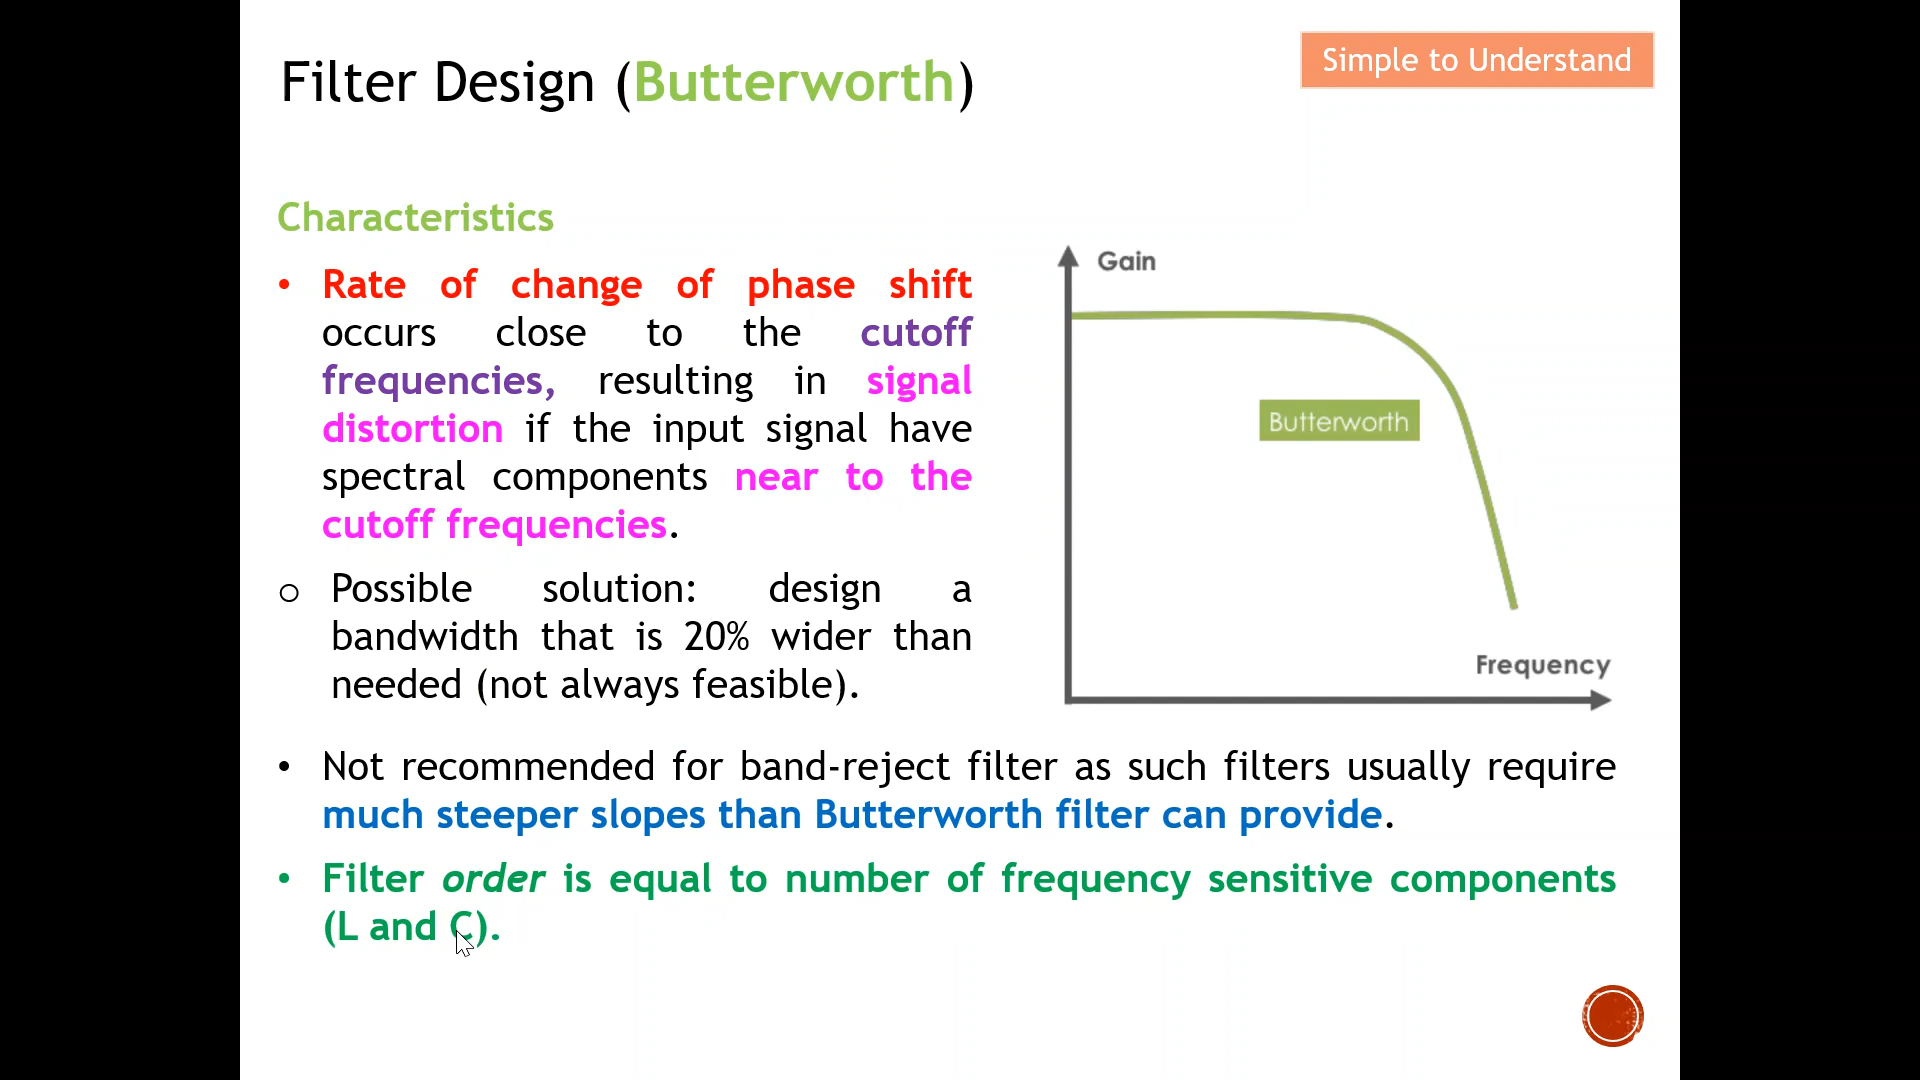 Filter Design (Butterworth)
Simple to Understand
Characteristics
• Rate of change of phase shift
occurs close to the cutoff
frequencies, resulting in signal
distortion if the input signal have
spectral components near to the
cutoff frequencies.
o Possible solution: design a
bandwidth that is 20% wider than
needed (not always feasible).
Gain
Butterworth
Frequency
• Not recommended for band-reject filter as such filters usually require
much steeper slopes than Butterworth filter can provide.
• Filter order is equal to number of frequency sensitive components
(L and C).